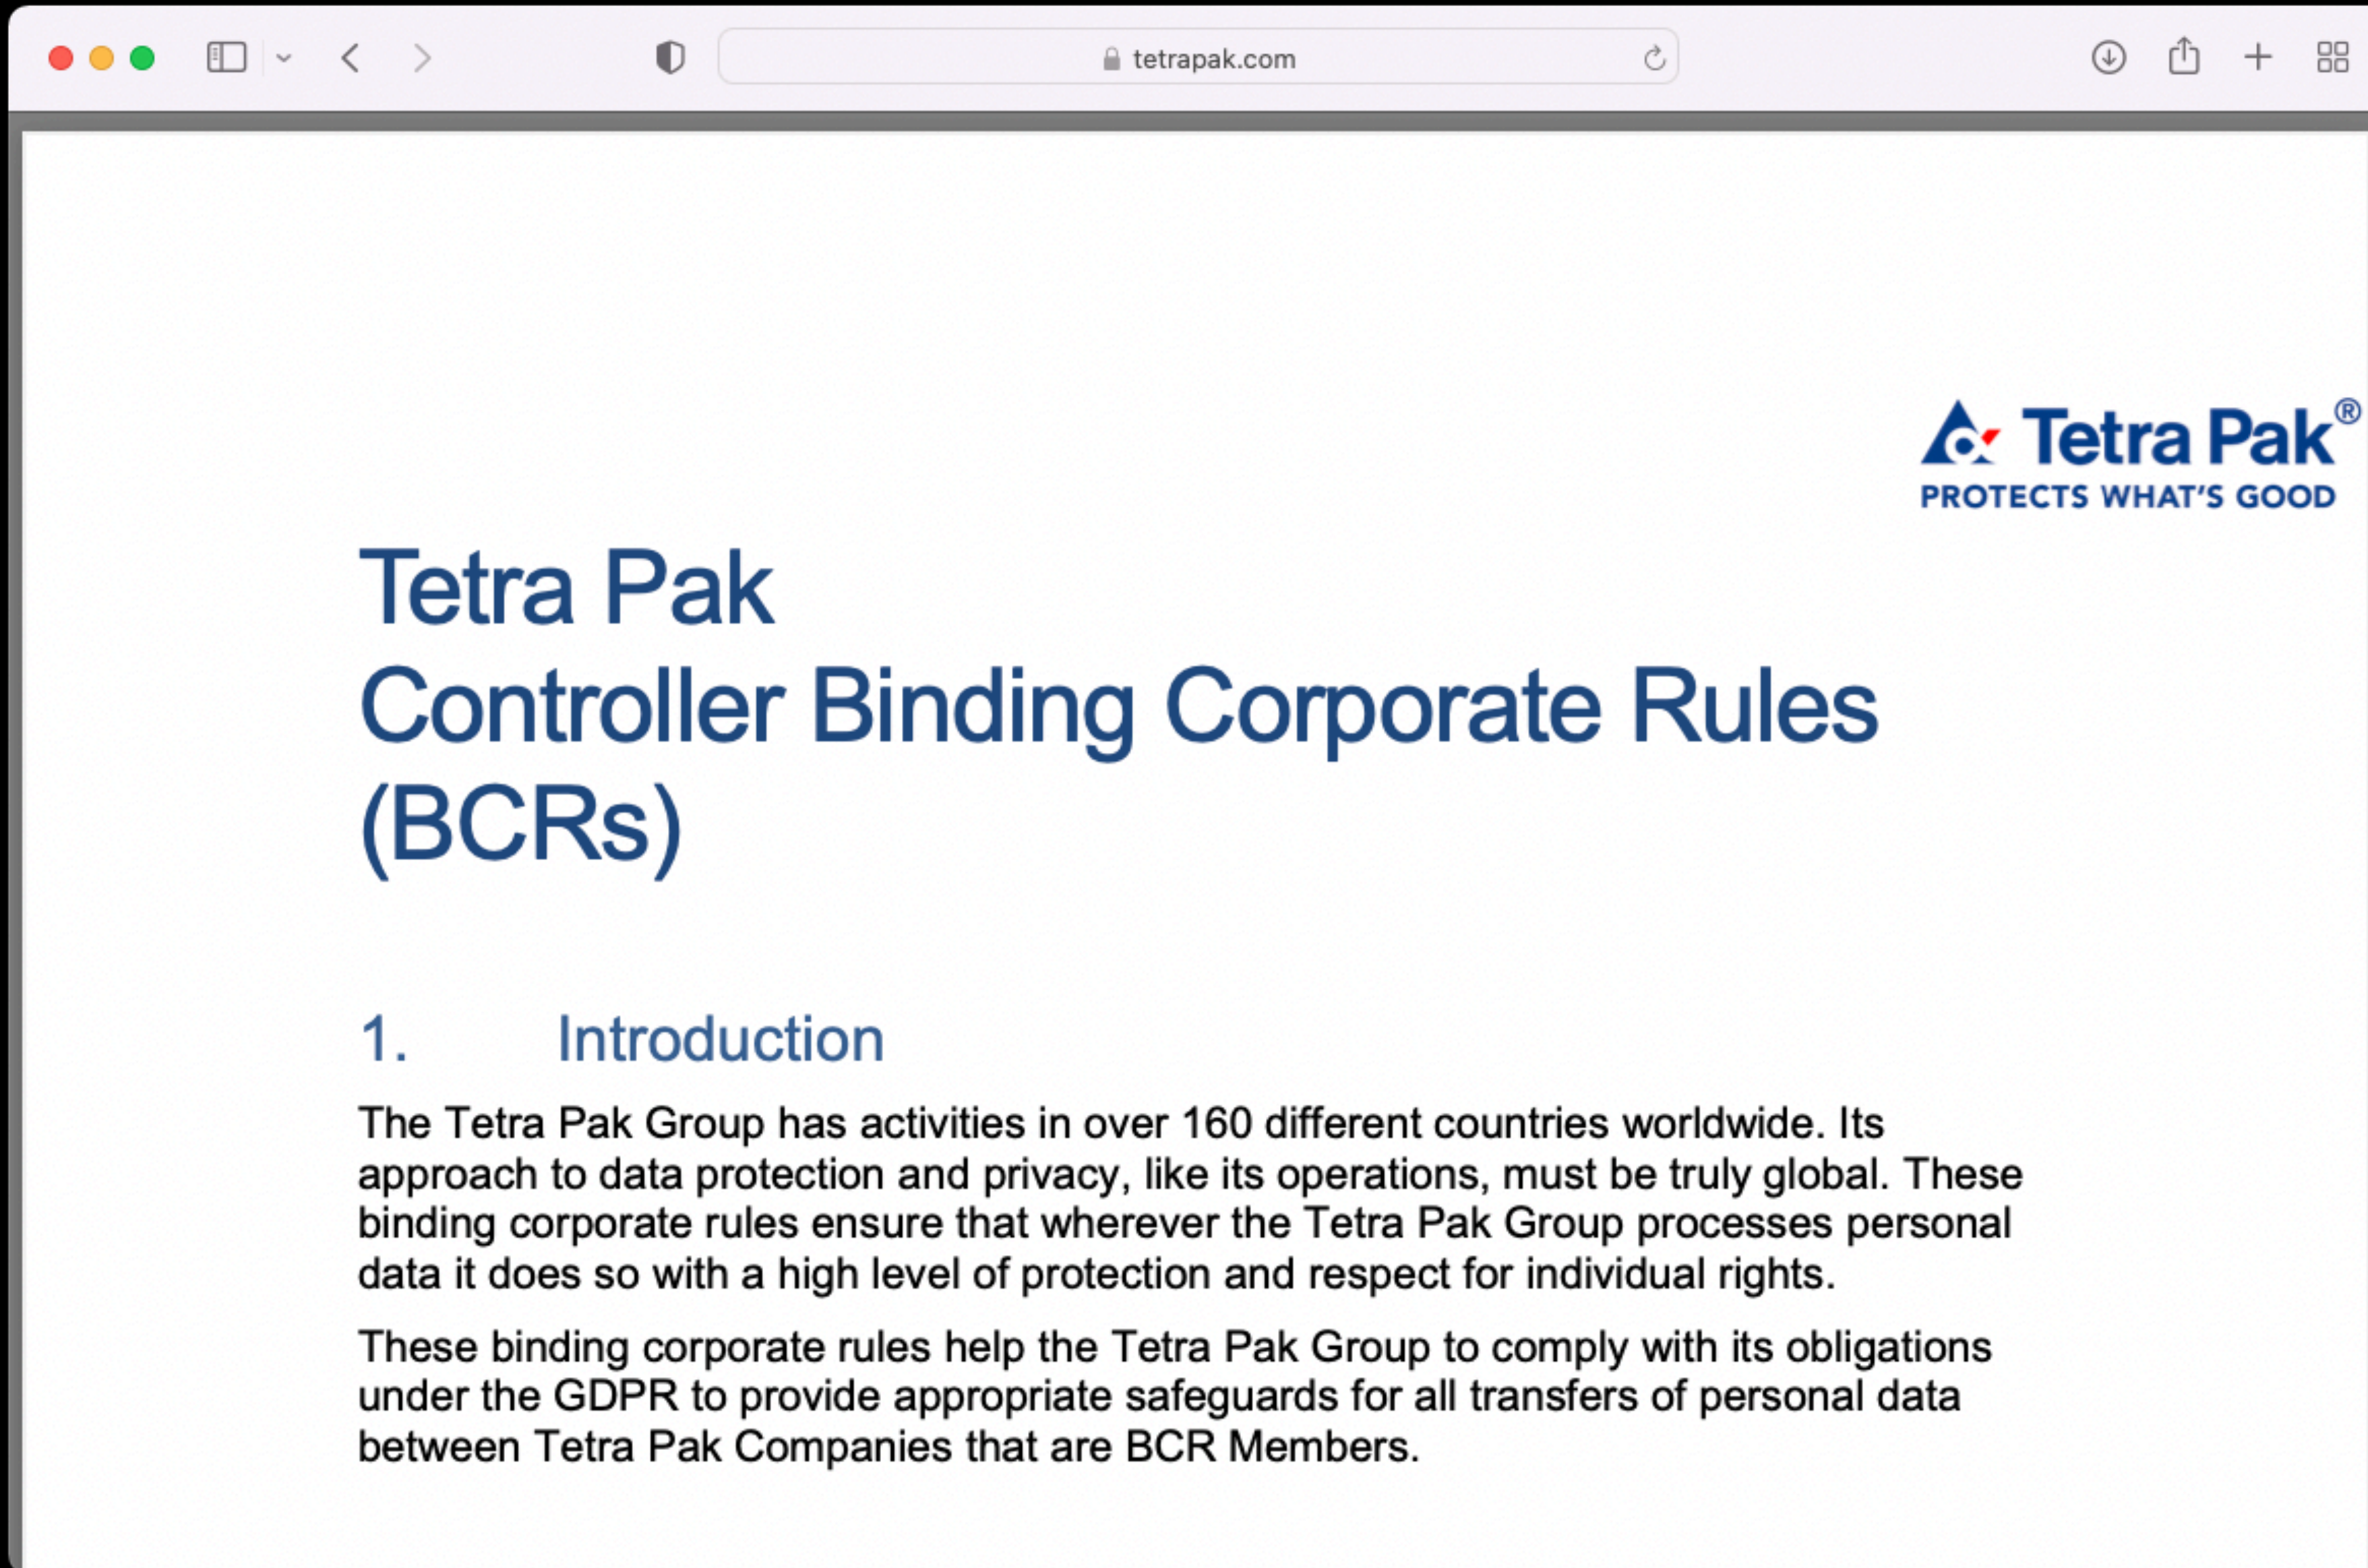 tetrapak.com
Tetra Pak®
PROTECTS WHAT'S GOOD
Tetra Pak
Controller Binding Corporate Rules
(BCRs)
1. Introduction
The Tetra Pak Group has activities in over 160 different countries worldwide. Its
approach to data protection and privacy, like its operations, must be truly global. These
binding corporate rules ensure that wherever the Tetra Pak Group processes personal
data it does so with a high level of protection and respect for individual rights.
These binding corporate rules help the Tetra Pak Group to comply with its obligations
under the GDPR to provide appropriate safeguards for all transfers of personal data
between Tetra Pak Companies that are BCR Members.